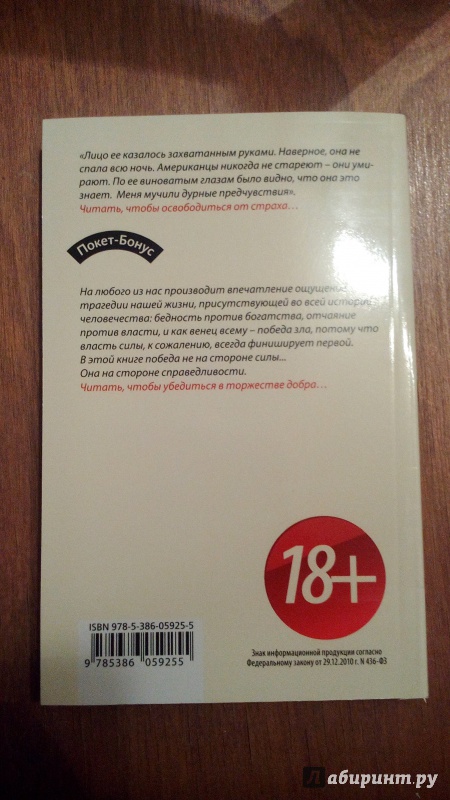 «Лицо ее казалось захватанным руками. Наверное, она не
спала всю ночь. Американцы никогда не стареют – они уми-
рают. По ее виноватым глазам было видно, что она это
знает. Меня мучили дурные предчувствия».
Читать, чтобы освободиться от страха...
Покет-Бонус
На любого из нас производит впечатление ощущение
трагедии нашей жизни, присутствующей во всей истории
человечества: бедность против богатства, отчаяние
против власти, и как венец всему – победа зла, потому что
власть силы, к сожалению, всегда финиширует первой.
В этой книге победа не на стороне силы...
Она на стороне справедливости.
Читать, чтобы убедиться в торжестве добра...
18+
ISBN 978-5-386-05925-5
9 785386 059255
Знак информационной продукции согласно
Федеральному закону от 29.12.2010 г. N 436-ФЗ
Лабиринт.ру